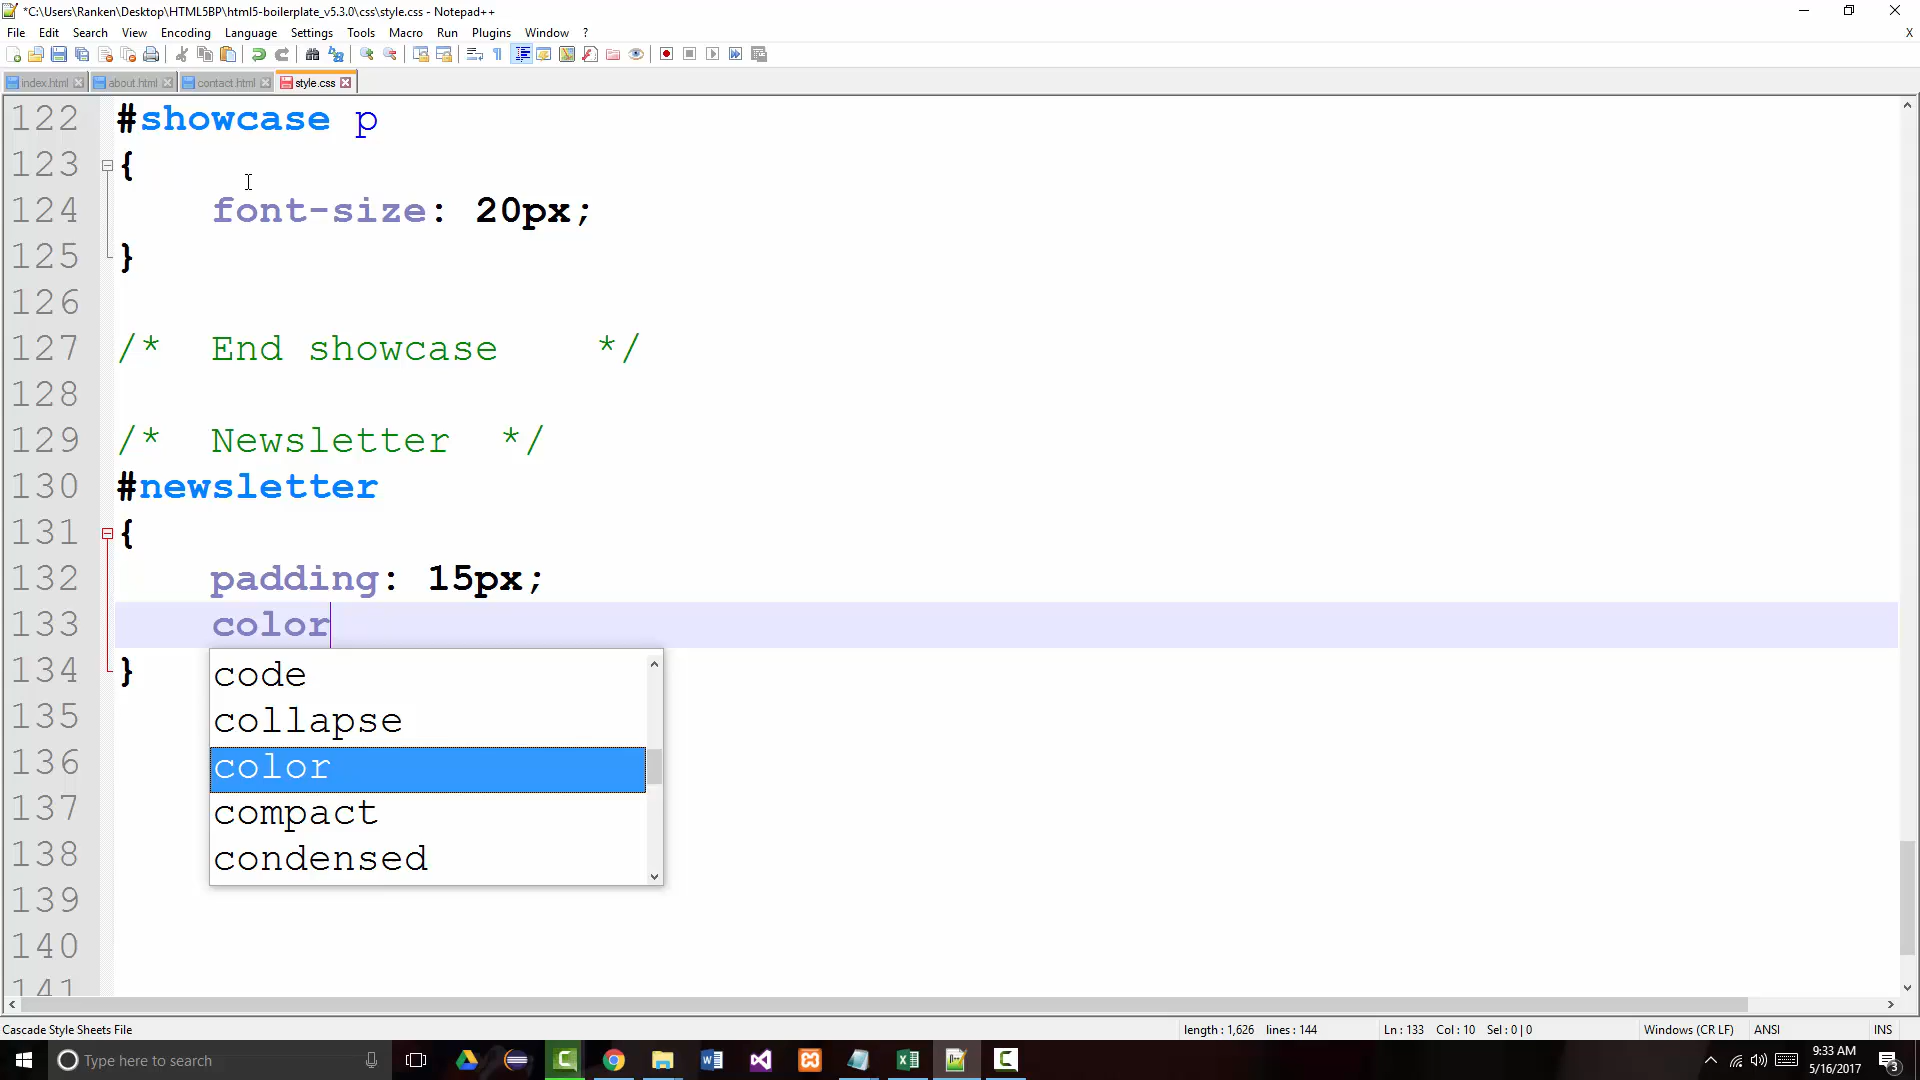 *C:\Users\Ranken\Desktop\HTML5BP\html5-boilerplate_v5.3.0\css\style.css - Notepad++
File Edit Search View Encoding Language Settings Tools Macro Run Plugins Window ? X
index.html about.html contact.html style.css
122 #showcase p
123 {
124 font-size: 20px;
125 }
126
127 /* End showcase */
128
129 /* Newsletter */
130 #newsletter
131 {
132 padding: 15px;
133 color
134 }
code
135
collapse
136
color
137
compact
138
condensed
139
140
141
Cascade Style Sheets File length : 1,626 lines : 144 Ln : 133 Col : 10 Sel : 0 | 0 Windows (CR LF) ANSI INS
Type here to search
9:33 AM
5/16/2017
3